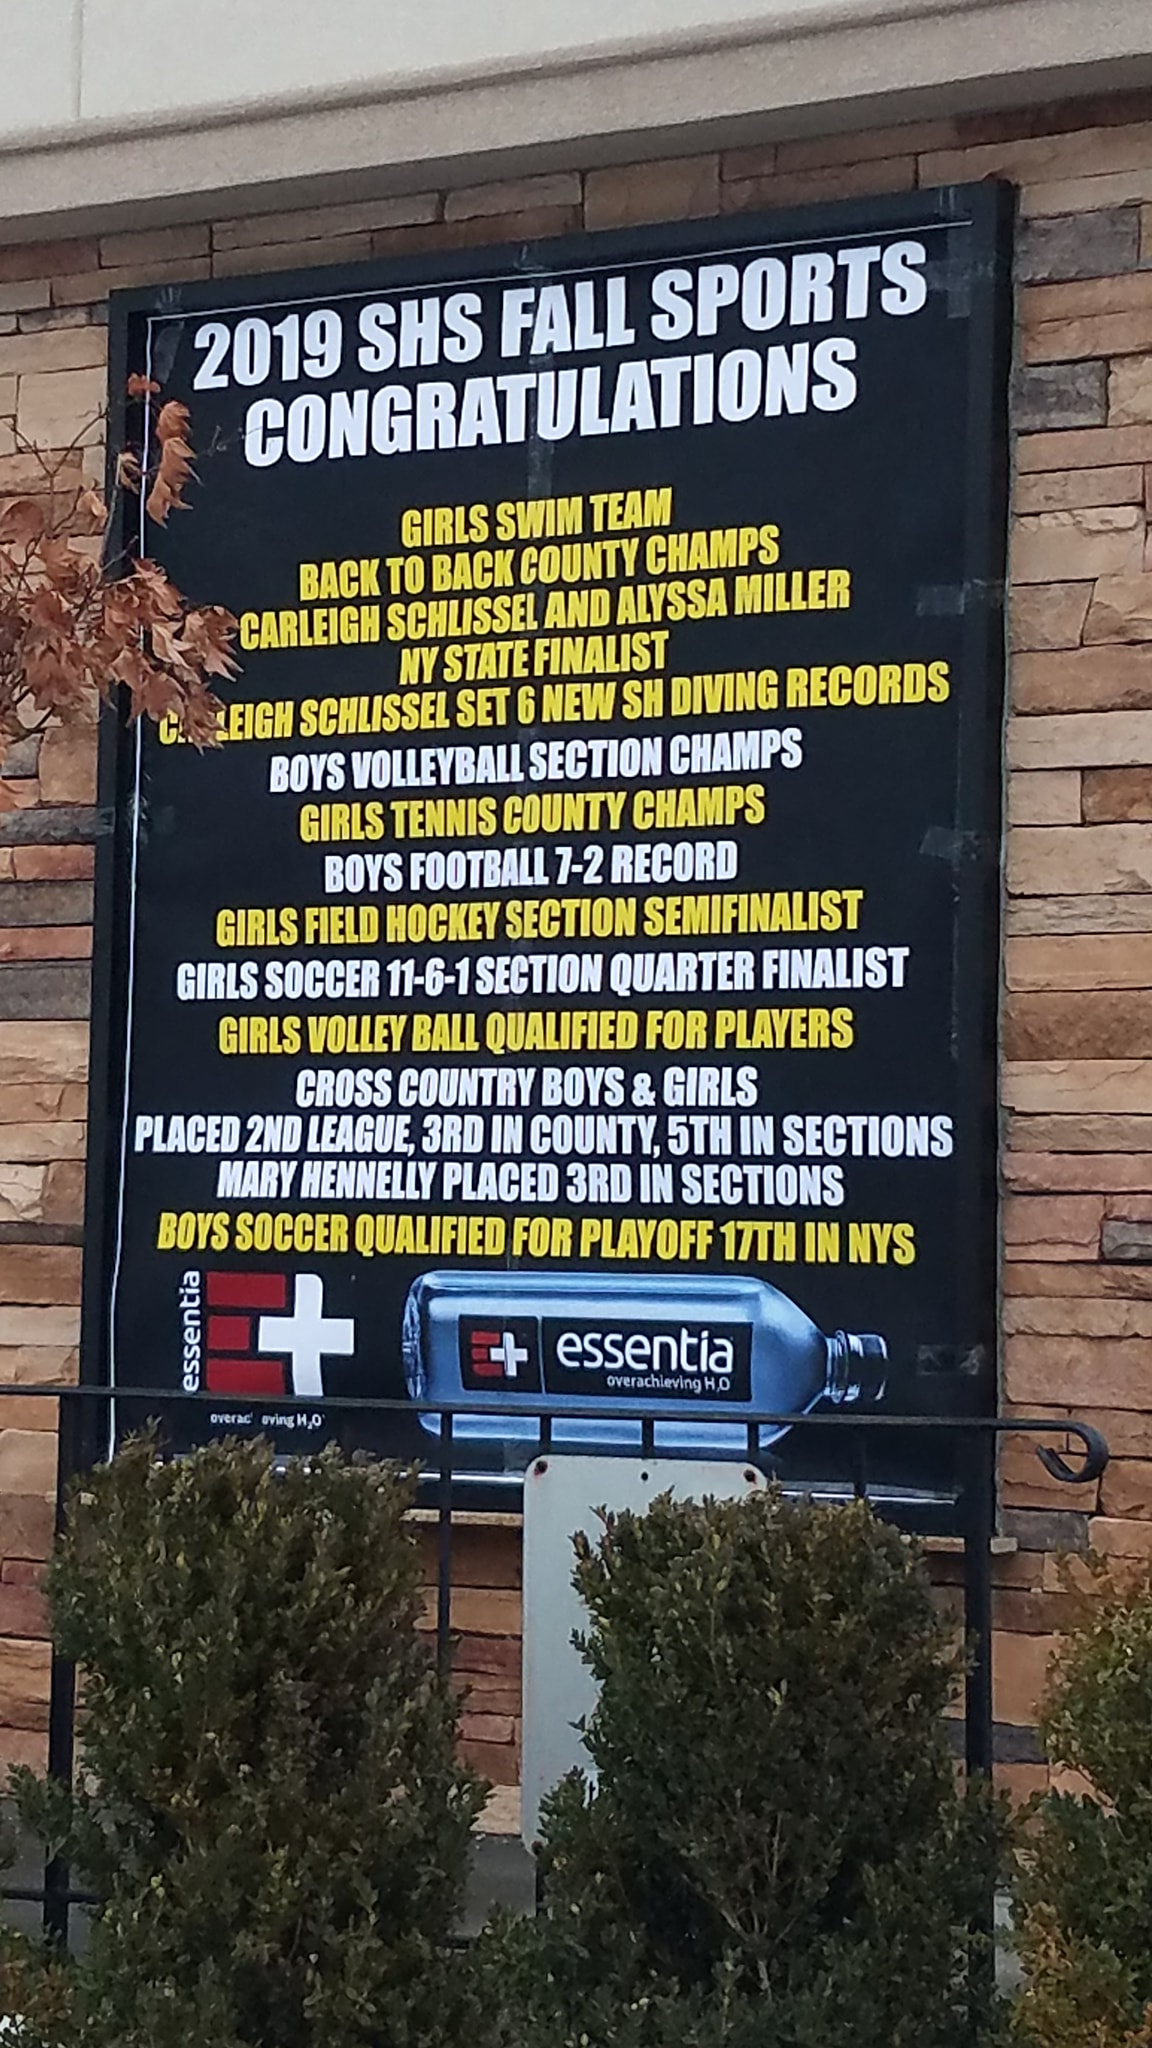 2019 SHS FALL SPORTS
CONGRATULATIONS
GIRLS SWIM TEAM
BACK TO BACK COUNTY CHAMPS
CARLEIGH SCHLISSEL AND ALYSSA MILLER
NY STATE FINALIST
CARLEIGH SCHLISSEL SET 6 NEW SH DIVING RECORDS
BOYS VOLLEYBALL SECTION CHAMPS
GIRLS TENNIS COUNTY CHAMPS
BOYS FOOTBALL 7-2 RECORD
GIRLS FIELD HOCKEY SECTION SEMIFINALIST
GIRLS SOCCER 11-6-1 SECTION QUARTER FINALIST
GIRLS VOLLEY BALL QUALIFIED FOR PLAYERS
CROSS COUNTRY BOYS & GIRLS
PLACED 2ND LEAGUE, 3RD IN COUNTY, 5TH IN SECTIONS
MARY HENNELLY PLACED 3RD IN SECTIONS
BOYS SOCCER QUALIFIED FOR PLAYOFF 17TH IN NYS
essentia
overachieving H₂O
essentia
overachieving H₂O